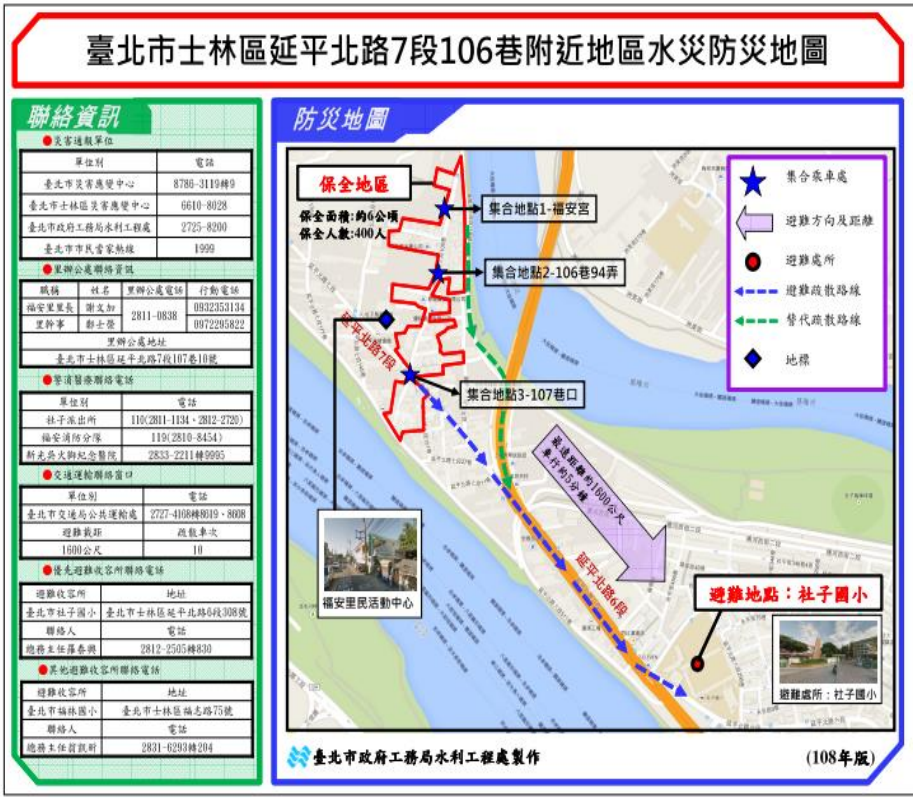 臺北市士林區延平北路7段106巷附近地區水災防災地圖
聯絡資訊
災害通報單位
單位別 電話
臺北市災害應變中心 8786-3119轉9
臺北市士林區災害應變中心 6610-8028
臺北市政府工務局水利工程處 2725-8200
臺北市市民當家熱線 1999
里辦公處聯絡資訊
職稱 姓名 里辦公處電話 行動電話
福安里里長 謝文加 2811-0838 0932353134
里幹事 0972295822
里辦公處地址
臺北市士林區延平北路7段107巷10號
警消醫療聯絡電話
單位別 電話
社子派出所 110(2811-1134、2812-2720)
福安消防分隊 119(2810-8454)
新光吳火獅紀念醫院 2833-2211轉9995
交通運輸聯絡窗口
單位別 電話
臺北市交通局公共運輸處 2727-4168轉8019、8608
避難載距 疏散車次
1600公尺 10
優先避難收容所聯絡電話
避難收容所 地址
臺北市社子國小 臺北市士林區延平北路6段308號
聯絡人 電話
總務主任羅泰興 2812-2505轉830
其他避難收容所聯絡電話
避難收容所 地址
臺北市福林國小 臺北市士林區福志路75號
聯絡人 電話
總務主任 2831-6293轉204
防災地圖
保全地區
保全面積:約6公頃
保全人數:400人
集合地點1-福安宮
集合地點2-106巷94弄
集合地點3-107巷口
延平北路7段
最遠距離約1600公尺
車行約5分鐘
延平北路6段
福安里民活動中心
避難地點：社子國小
避難處所：社子國小
集合乘車處
避難方向及距離
避難處所
避難疏散路線
替代疏散路線
地標
臺北市政府工務局水利工程處製作
(108年版)